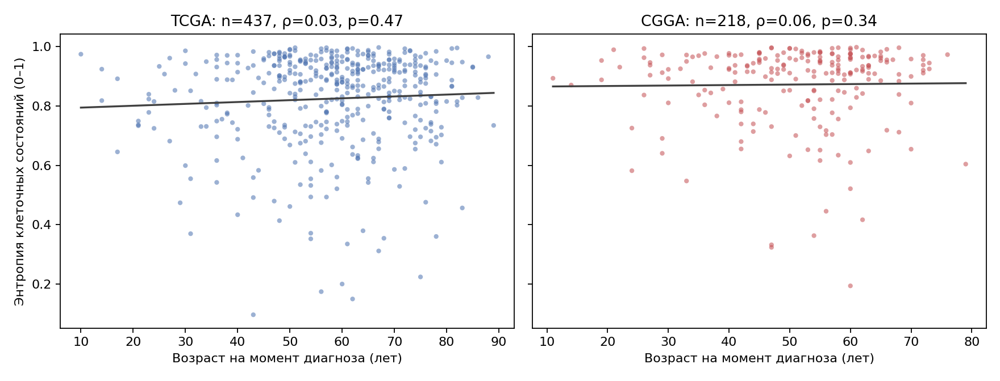 TCGA: n=437, ρ=0.03, p=0.47
CGGA: n=218, ρ=0.06, p=0.34
Энтропия клеточных состояний (0–1)
1.0
0.8
0.6
0.4
0.2
10 20 30 40 50 60 70 80 90
10 20 30 40 50 60 70 80
Возраст на момент диагноза (лет)
Возраст на момент диагноза (лет)